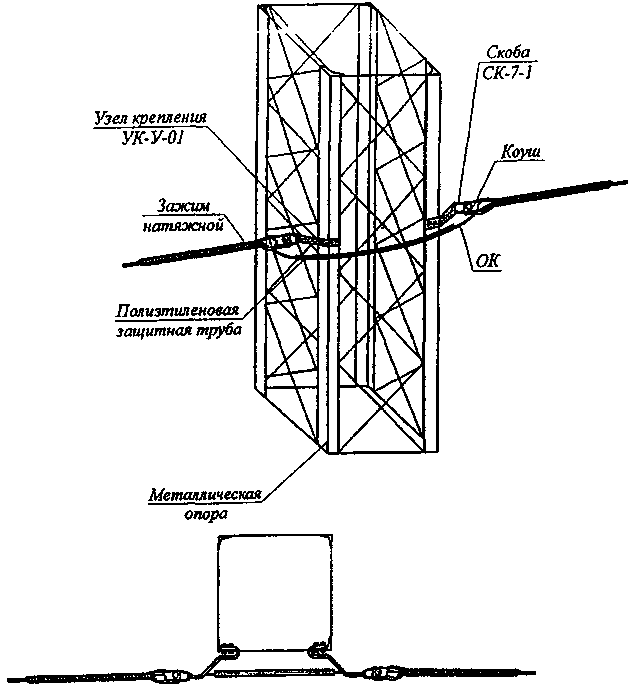 Скоба
СК-7-1
Узел крепления
УК-У-01
Коуш
Зажим
натяжной
ОК
Полиэтиленовая
защитная труба
Металлическая
опора